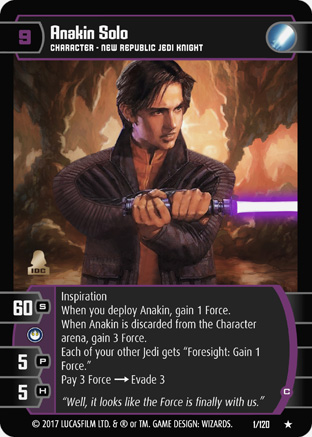 9
Anakin Solo
CHARACTER - NEW REPUBLIC JEDI KNIGHT
IDC
60 S
5 P
5 H
Inspiration
When you deploy Anakin, gain 1 Force.
When Anakin is discarded from the Character
arena, gain 3 Force.
Each of your other Jedi gets “Foresight: Gain 1
Force.”
Pay 3 Force → Evade 3
“Well, it looks like the Force is finally with us.”
C
© 2017 LUCASFILM LTD. & ® or TM. GAME DESIGN: WIZARDS.
1/120 ★